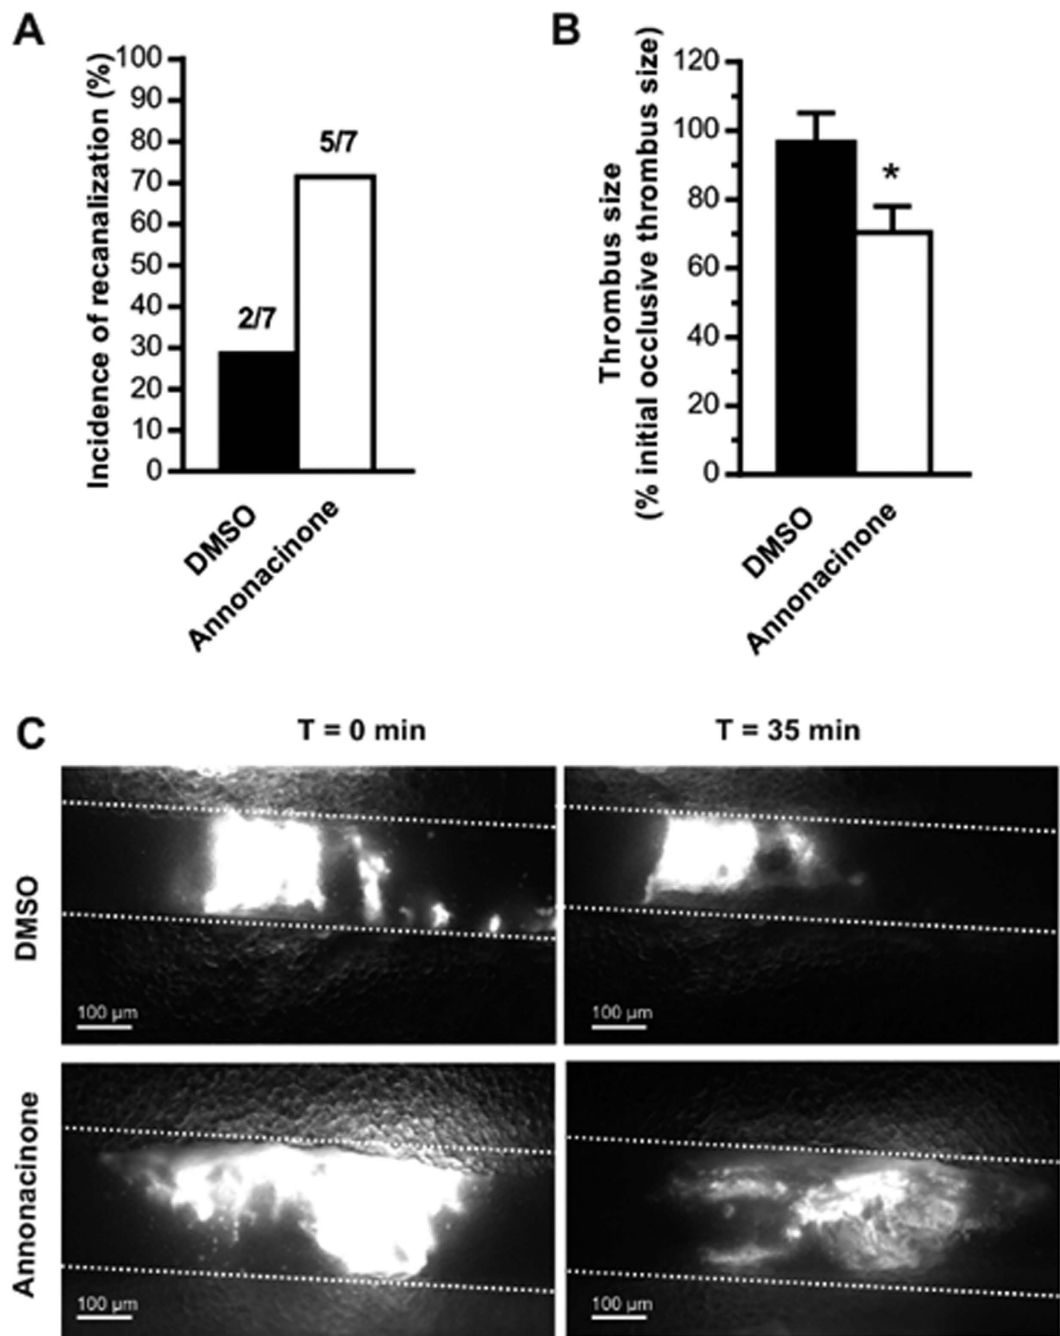 A
Incidence of recanalization (%)
100
90
80
70
60
50
40
30
20
10
0
2/7
5/7
DMSO
Annonacinone
B
Thrombus size
(% initial occlusive thrombus size)
120
100
80
60
40
20
0
*
DMSO
Annonacinone
C
T = 0 min
T = 35 min
DMSO
100 µm
100 µm
Annonacinone
100 µm
100 µm